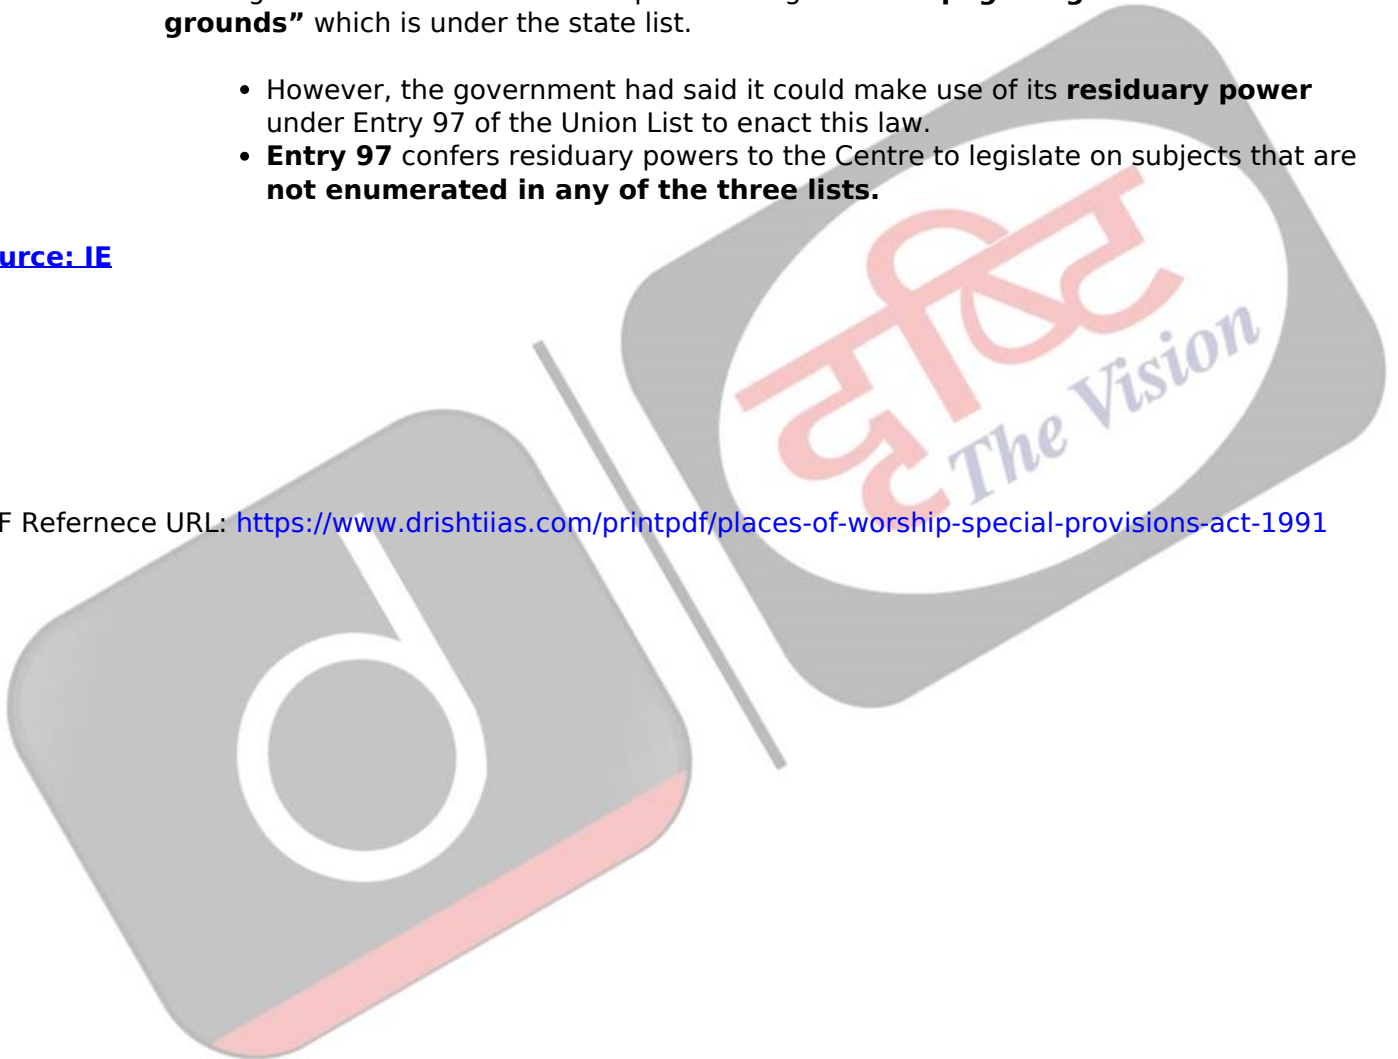 grounds” which is under the state list.
• However, the government had said it could make use of its residuary power
under Entry 97 of the Union List to enact this law.
• Entry 97 confers residuary powers to the Centre to legislate on subjects that are
not enumerated in any of the three lists.
urce: IE
दृष्टि
The Vision
F Refernece URL: https://www.drishtiias.com/printpdf/places-of-worship-special-provisions-act-1991
d